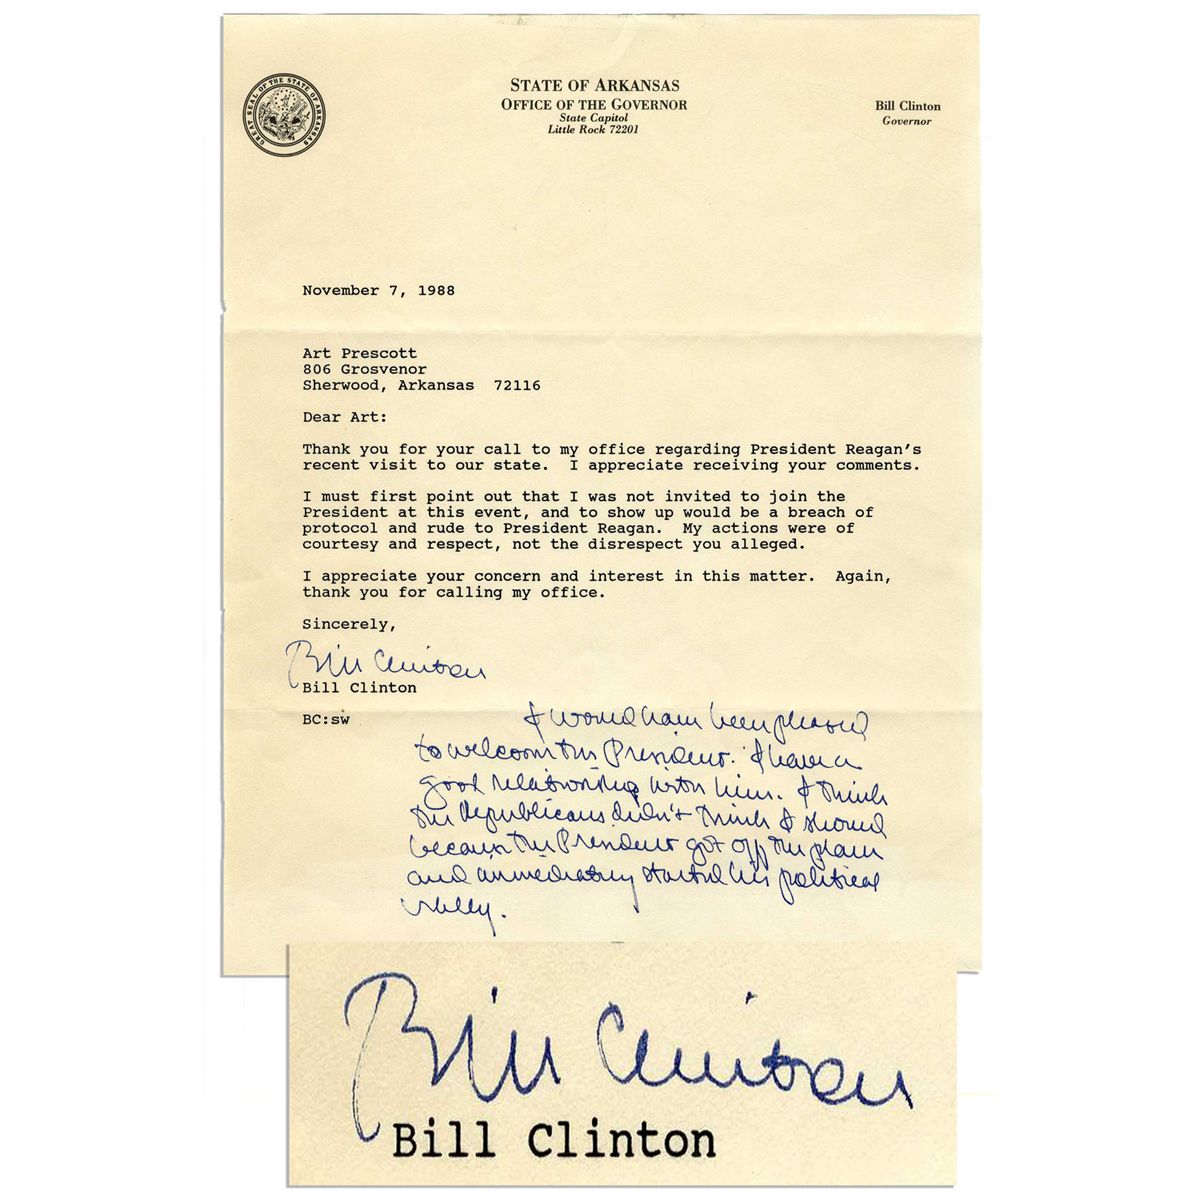 GREAT SEAL OF THE STATE OF ARKANSAS
STATE OF ARKANSAS
OFFICE OF THE GOVERNOR
State Capitol
Little Rock 72201
Bill Clinton
Governor
November 7, 1988
Art Prescott
806 Grosvenor
Sherwood, Arkansas 72116
Dear Art:
Thank you for your call to my office regarding President Reagan's
recent visit to our state. I appreciate receiving your comments.
I must first point out that I was not invited to join the
President at this event, and to show up would be a breach of
protocol and rude to President Reagan. My actions were of
courtesy and respect, not the disrespect you alleged.
I appreciate your concern and interest in this matter. Again,
thank you for calling my office.
Sincerely,
Bill Clinton
Bill Clinton
BC:sw
I would have been pleased
to welcome the President. I have a
good relationship with him. I think
the Republicans didn't think I should
because the President got off the plane
and immediately started his political
rally.
Bill Clinton
Bill Clinton